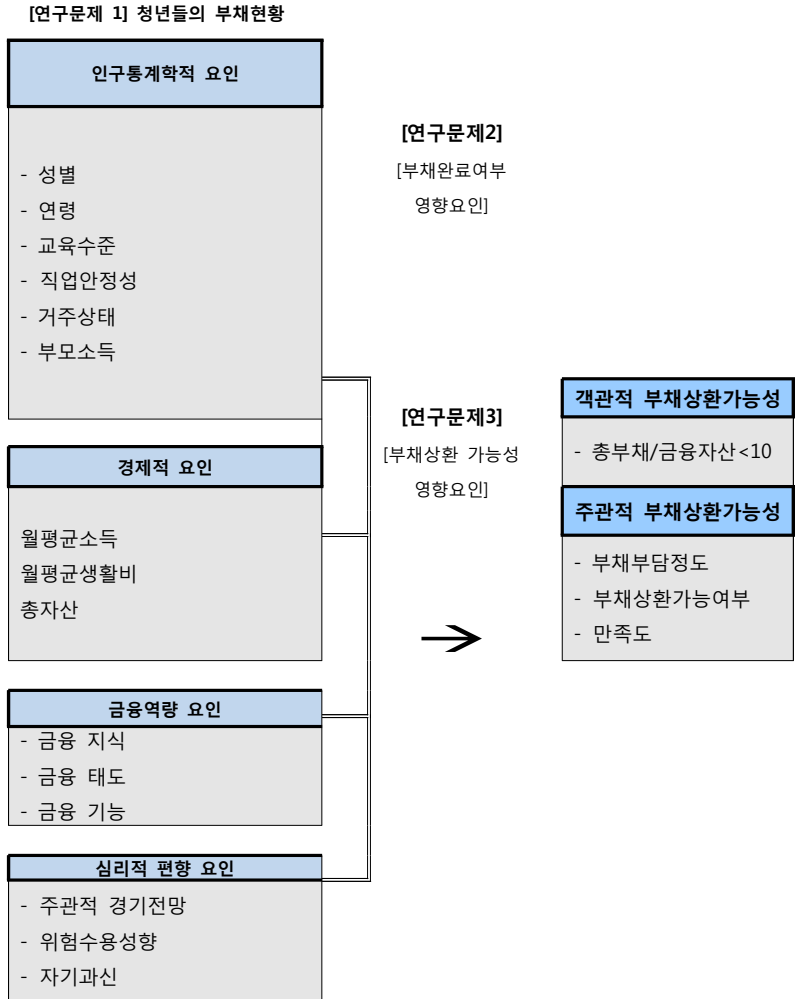 [연구문제 1] 청년들의 부채현황
인구통계학적 요인
- 성별
- 연령
- 교육수준
- 직업안정성
- 거주상태
- 부모소득
경제적 요인
월평균소득
월평균생활비
총자산
금융역량 요인
- 금융 지식
- 금융 태도
- 금융 기능
심리적 편향 요인
- 주관적 경기전망
- 위험수용성향
- 자기과신
[연구문제2]
[부채완료여부
영향요인]
[연구문제3]
[부채상환 가능성
영향요인]
객관적 부채상환가능성
- 총부채/금융자산<10
주관적 부채상환가능성
- 부채부담정도
- 부채상환가능여부
- 만족도